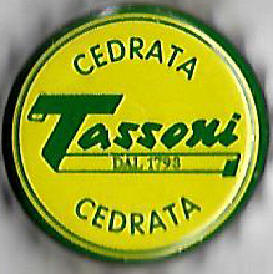 CEDRATA
Tassoni
DAL 1793
CEDRATA